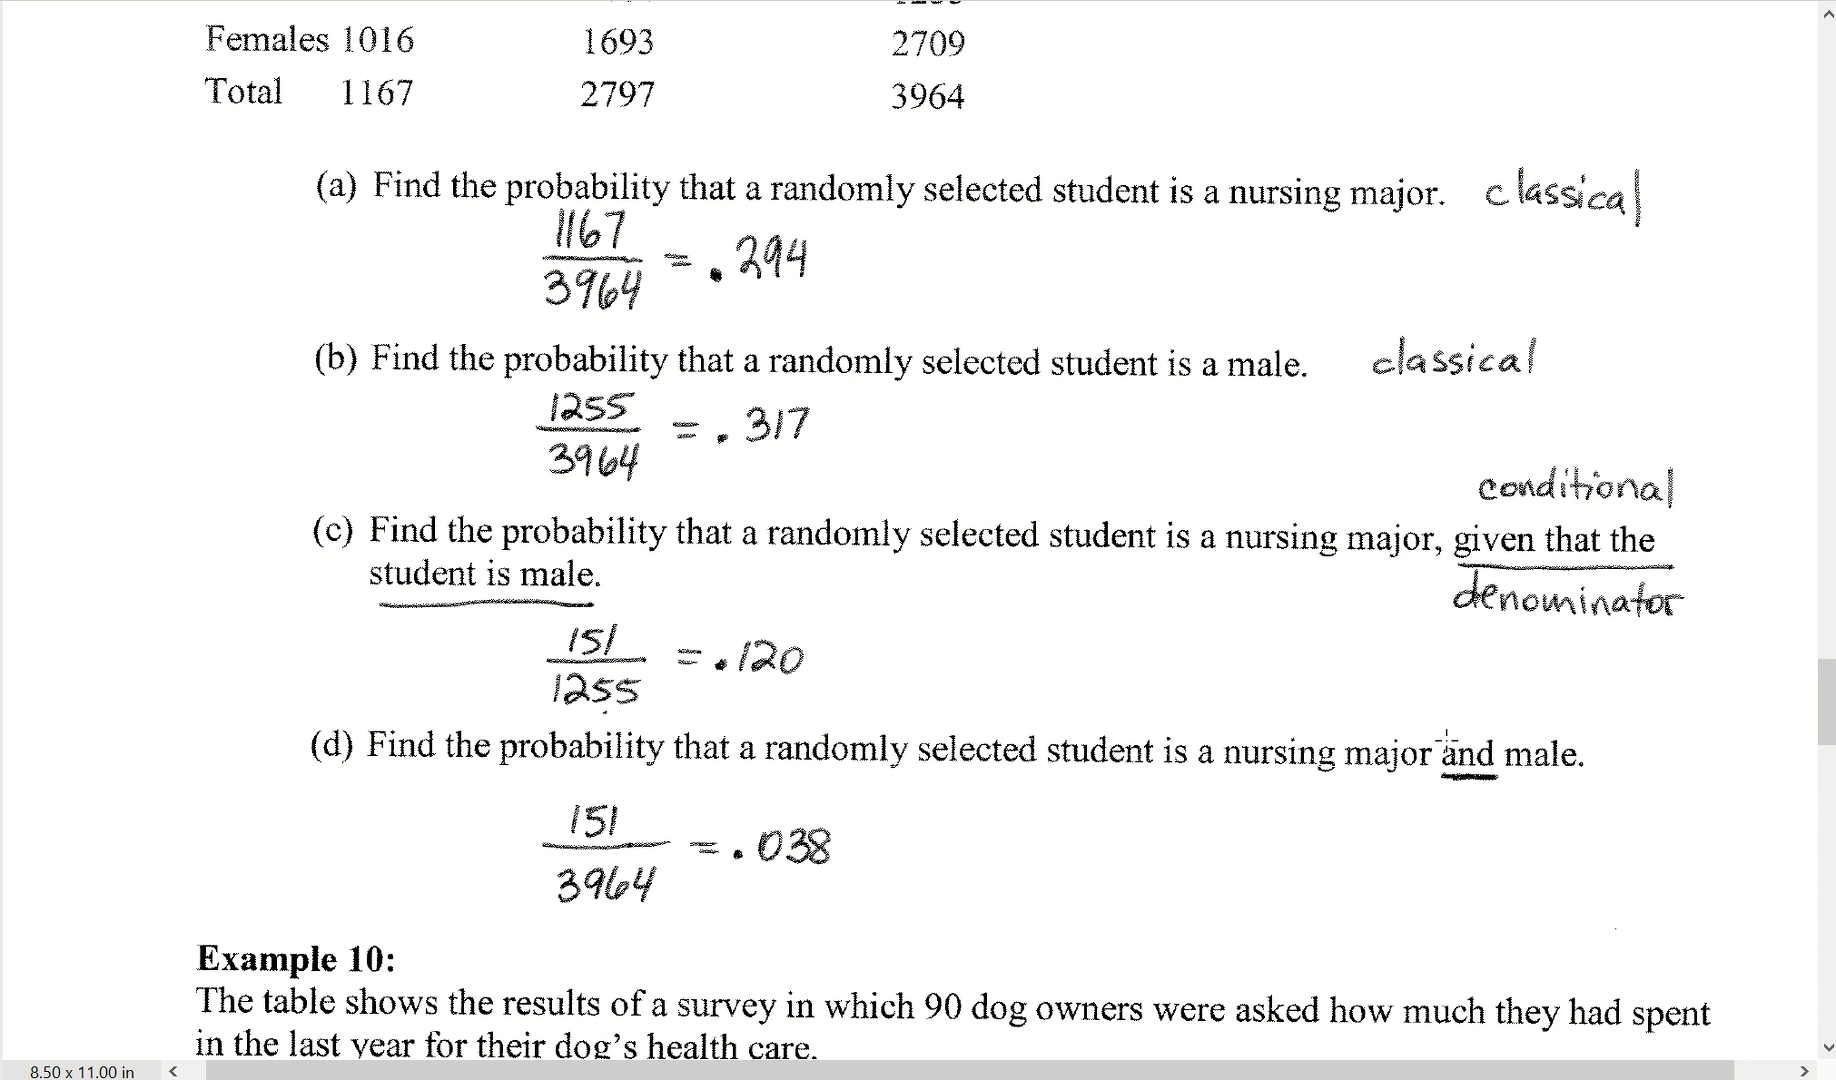 Females 1016 1693 2709
Total 1167 2797 3964
(a) Find the probability that a randomly selected student is a nursing major. classical
1167
3964
= .294
(b) Find the probability that a randomly selected student is a male. classical
1255
3964
= .317
conditional
(c) Find the probability that a randomly selected student is a nursing major, given that the
student is male.
denominator
151
1255
= .120
(d) Find the probability that a randomly selected student is a nursing major and male.
151
3964
= .038
Example 10:
The table shows the results of a survey in which 90 dog owners were asked how much they had spent
in the last year for their dog's health care.
8.50 x 11.00 in